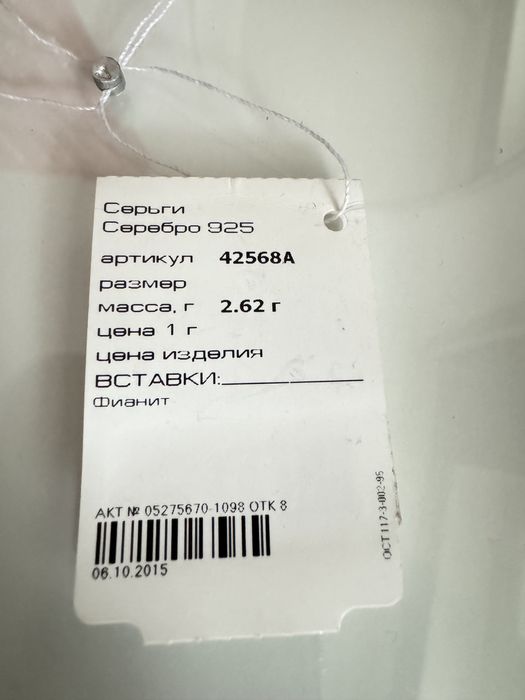 Серьги
Серебро 925
артикул 42568А
размер
масса, г 2.62 г
цена 1 г
цена изделия
ВСТАВКИ:
Фианит
АКТ № 05275670-1098 ОТК 8
06.10.2015
ОСТ117-3-002-95